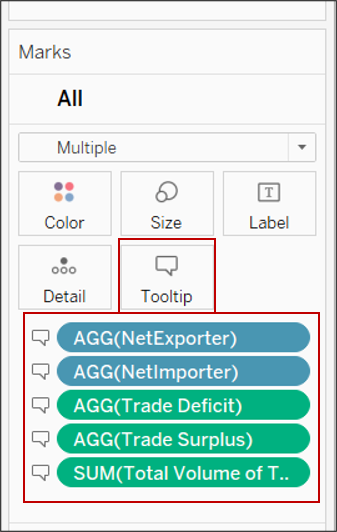 Marks
All
Multiple
Color Size Label
Detail Tooltip
AGG(NetExporter)
AGG(NetImporter)
AGG(Trade Deficit)
AGG(Trade Surplus)
SUM(Total Volume of T..